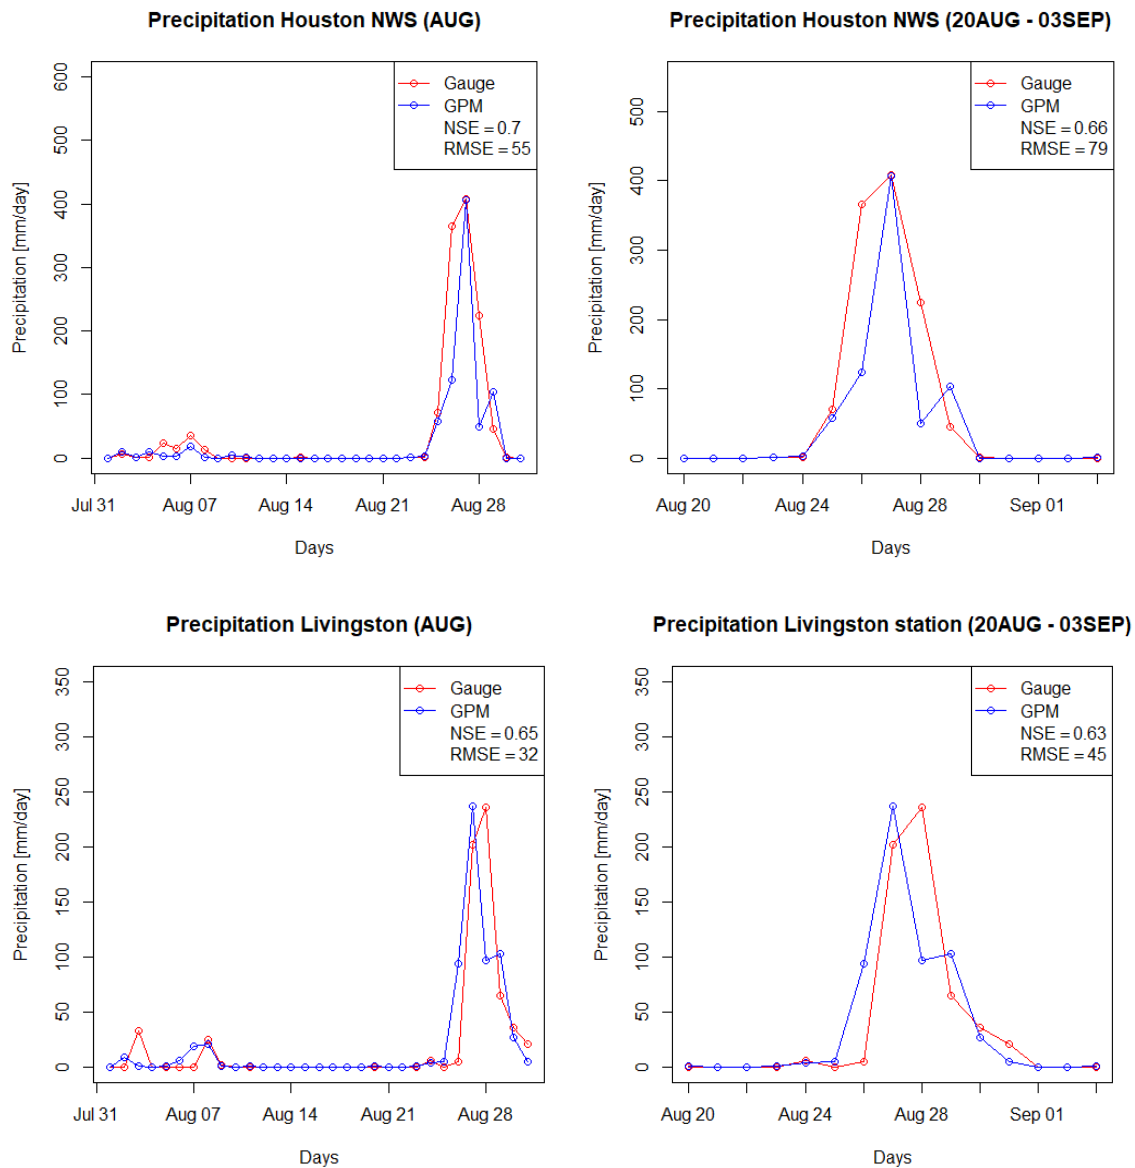 Precipitation Houston NWS (AUG)
Gauge
GPM
NSE = 0.7
RMSE = 55
600
500
400
300
200
100
0
Precipitation [mm/day]
Jul 31 Aug 07 Aug 14 Aug 21 Aug 28
Days
Precipitation Houston NWS (20AUG - 03SEP)
Gauge
GPM
NSE = 0.66
RMSE = 79
500
400
300
200
100
0
Precipitation [mm/day]
Aug 20 Aug 24 Aug 28 Sep 01
Days
Precipitation Livingston (AUG)
Gauge
GPM
NSE = 0.65
RMSE = 32
350
300
250
200
150
100
50
0
Precipitation [mm/day]
Jul 31 Aug 07 Aug 14 Aug 21 Aug 28
Days
Precipitation Livingston station (20AUG - 03SEP)
Gauge
GPM
NSE = 0.63
RMSE = 45
350
300
250
200
150
100
50
0
Precipitation [mm/day]
Aug 20 Aug 24 Aug 28 Sep 01
Days